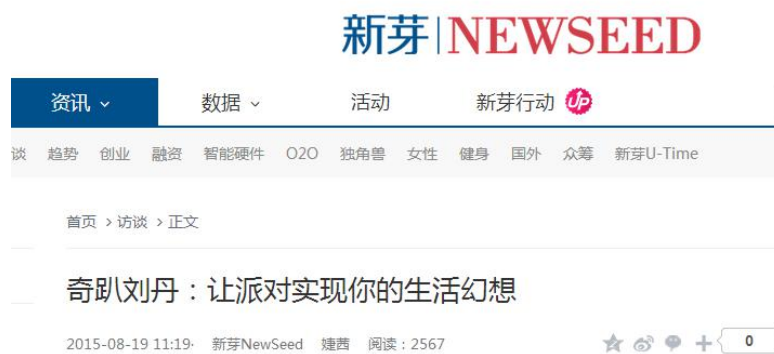 新芽 NEWSEED
资讯 数据 活动 新芽行动 UP
谈 趋势 创业 融资 智能硬件 O2O 独角兽 女性 健身 国外 众筹 新芽U-Time
首页 > 访谈 > 正文
奇趴刘丹：让派对实现你的生活幻想
2015-08-19 11:19· 新芽NewSeed 婕茜 阅读：2567 0